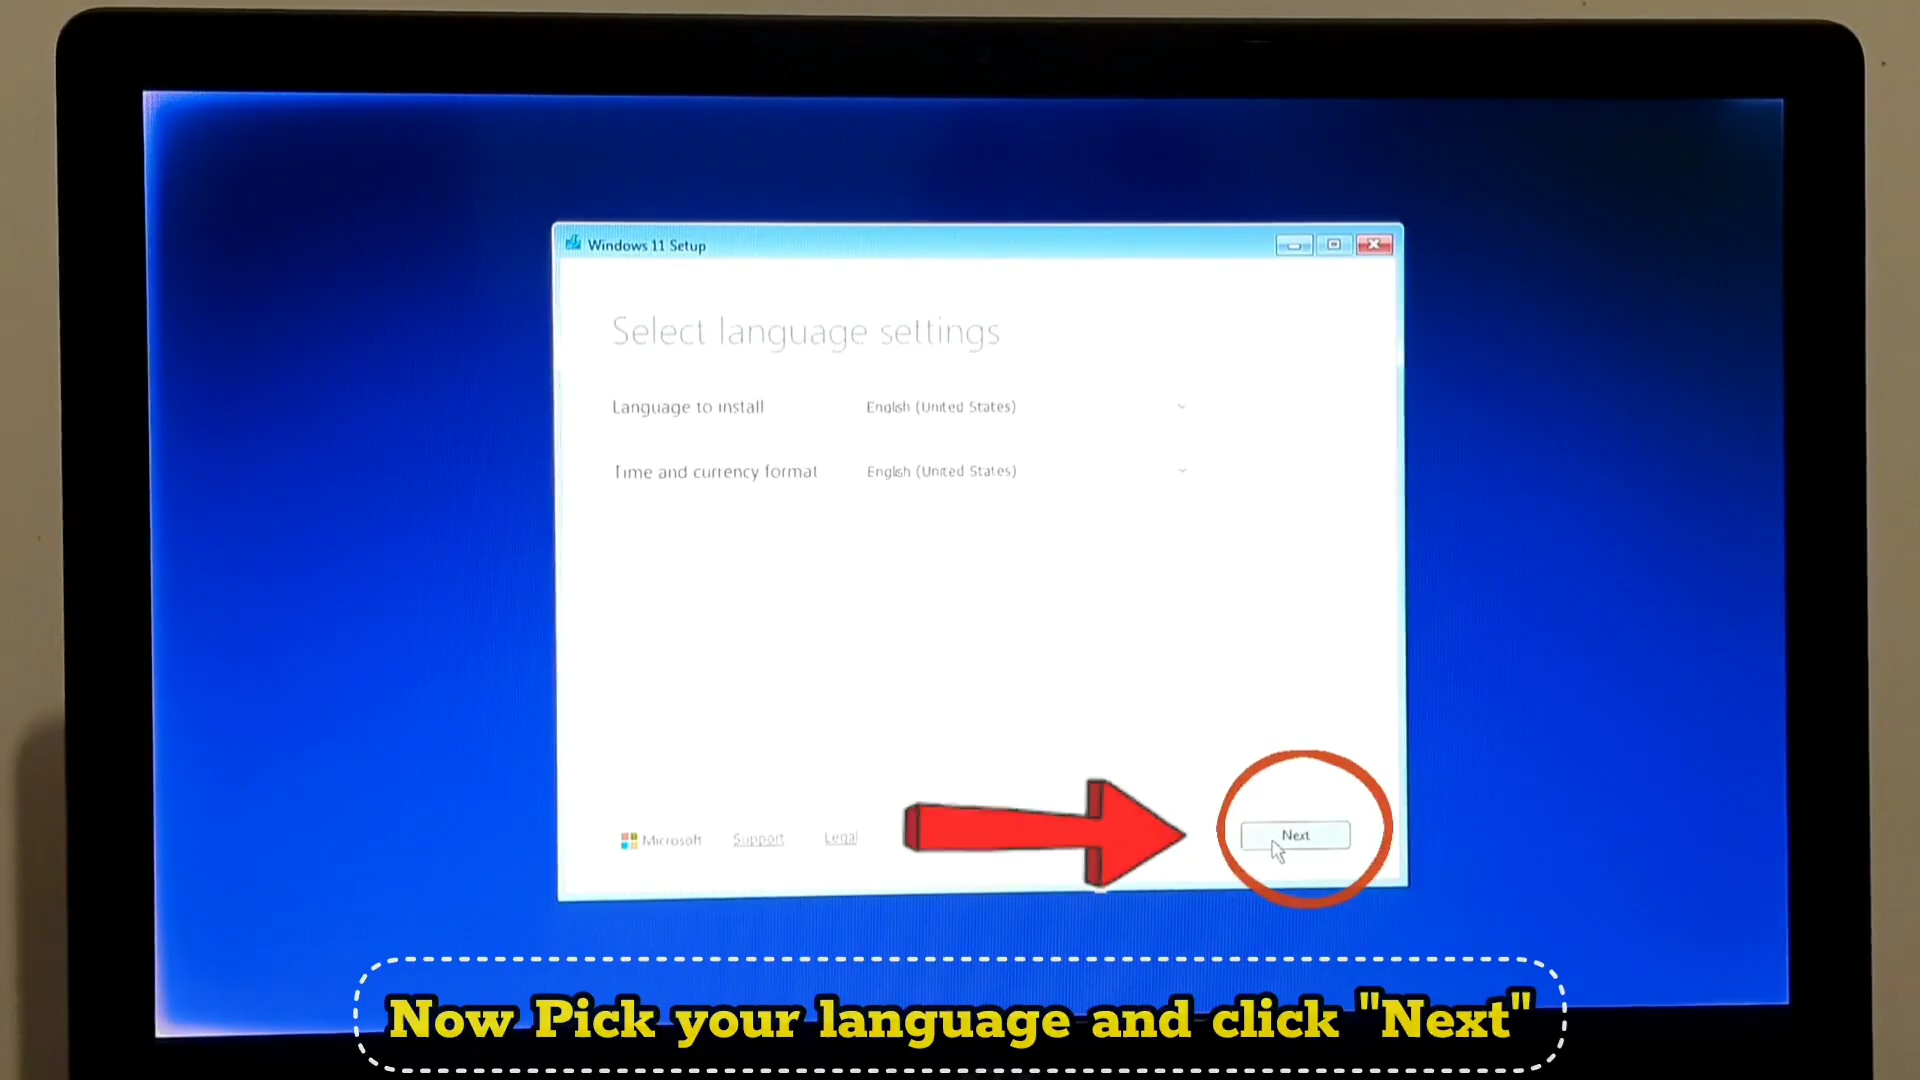 Windows 11 Setup
Select language settings
Language to install English (United States)
Time and currency format English (United States)
Microsoft Support Legal Next
Now Pick your language and click "Next"